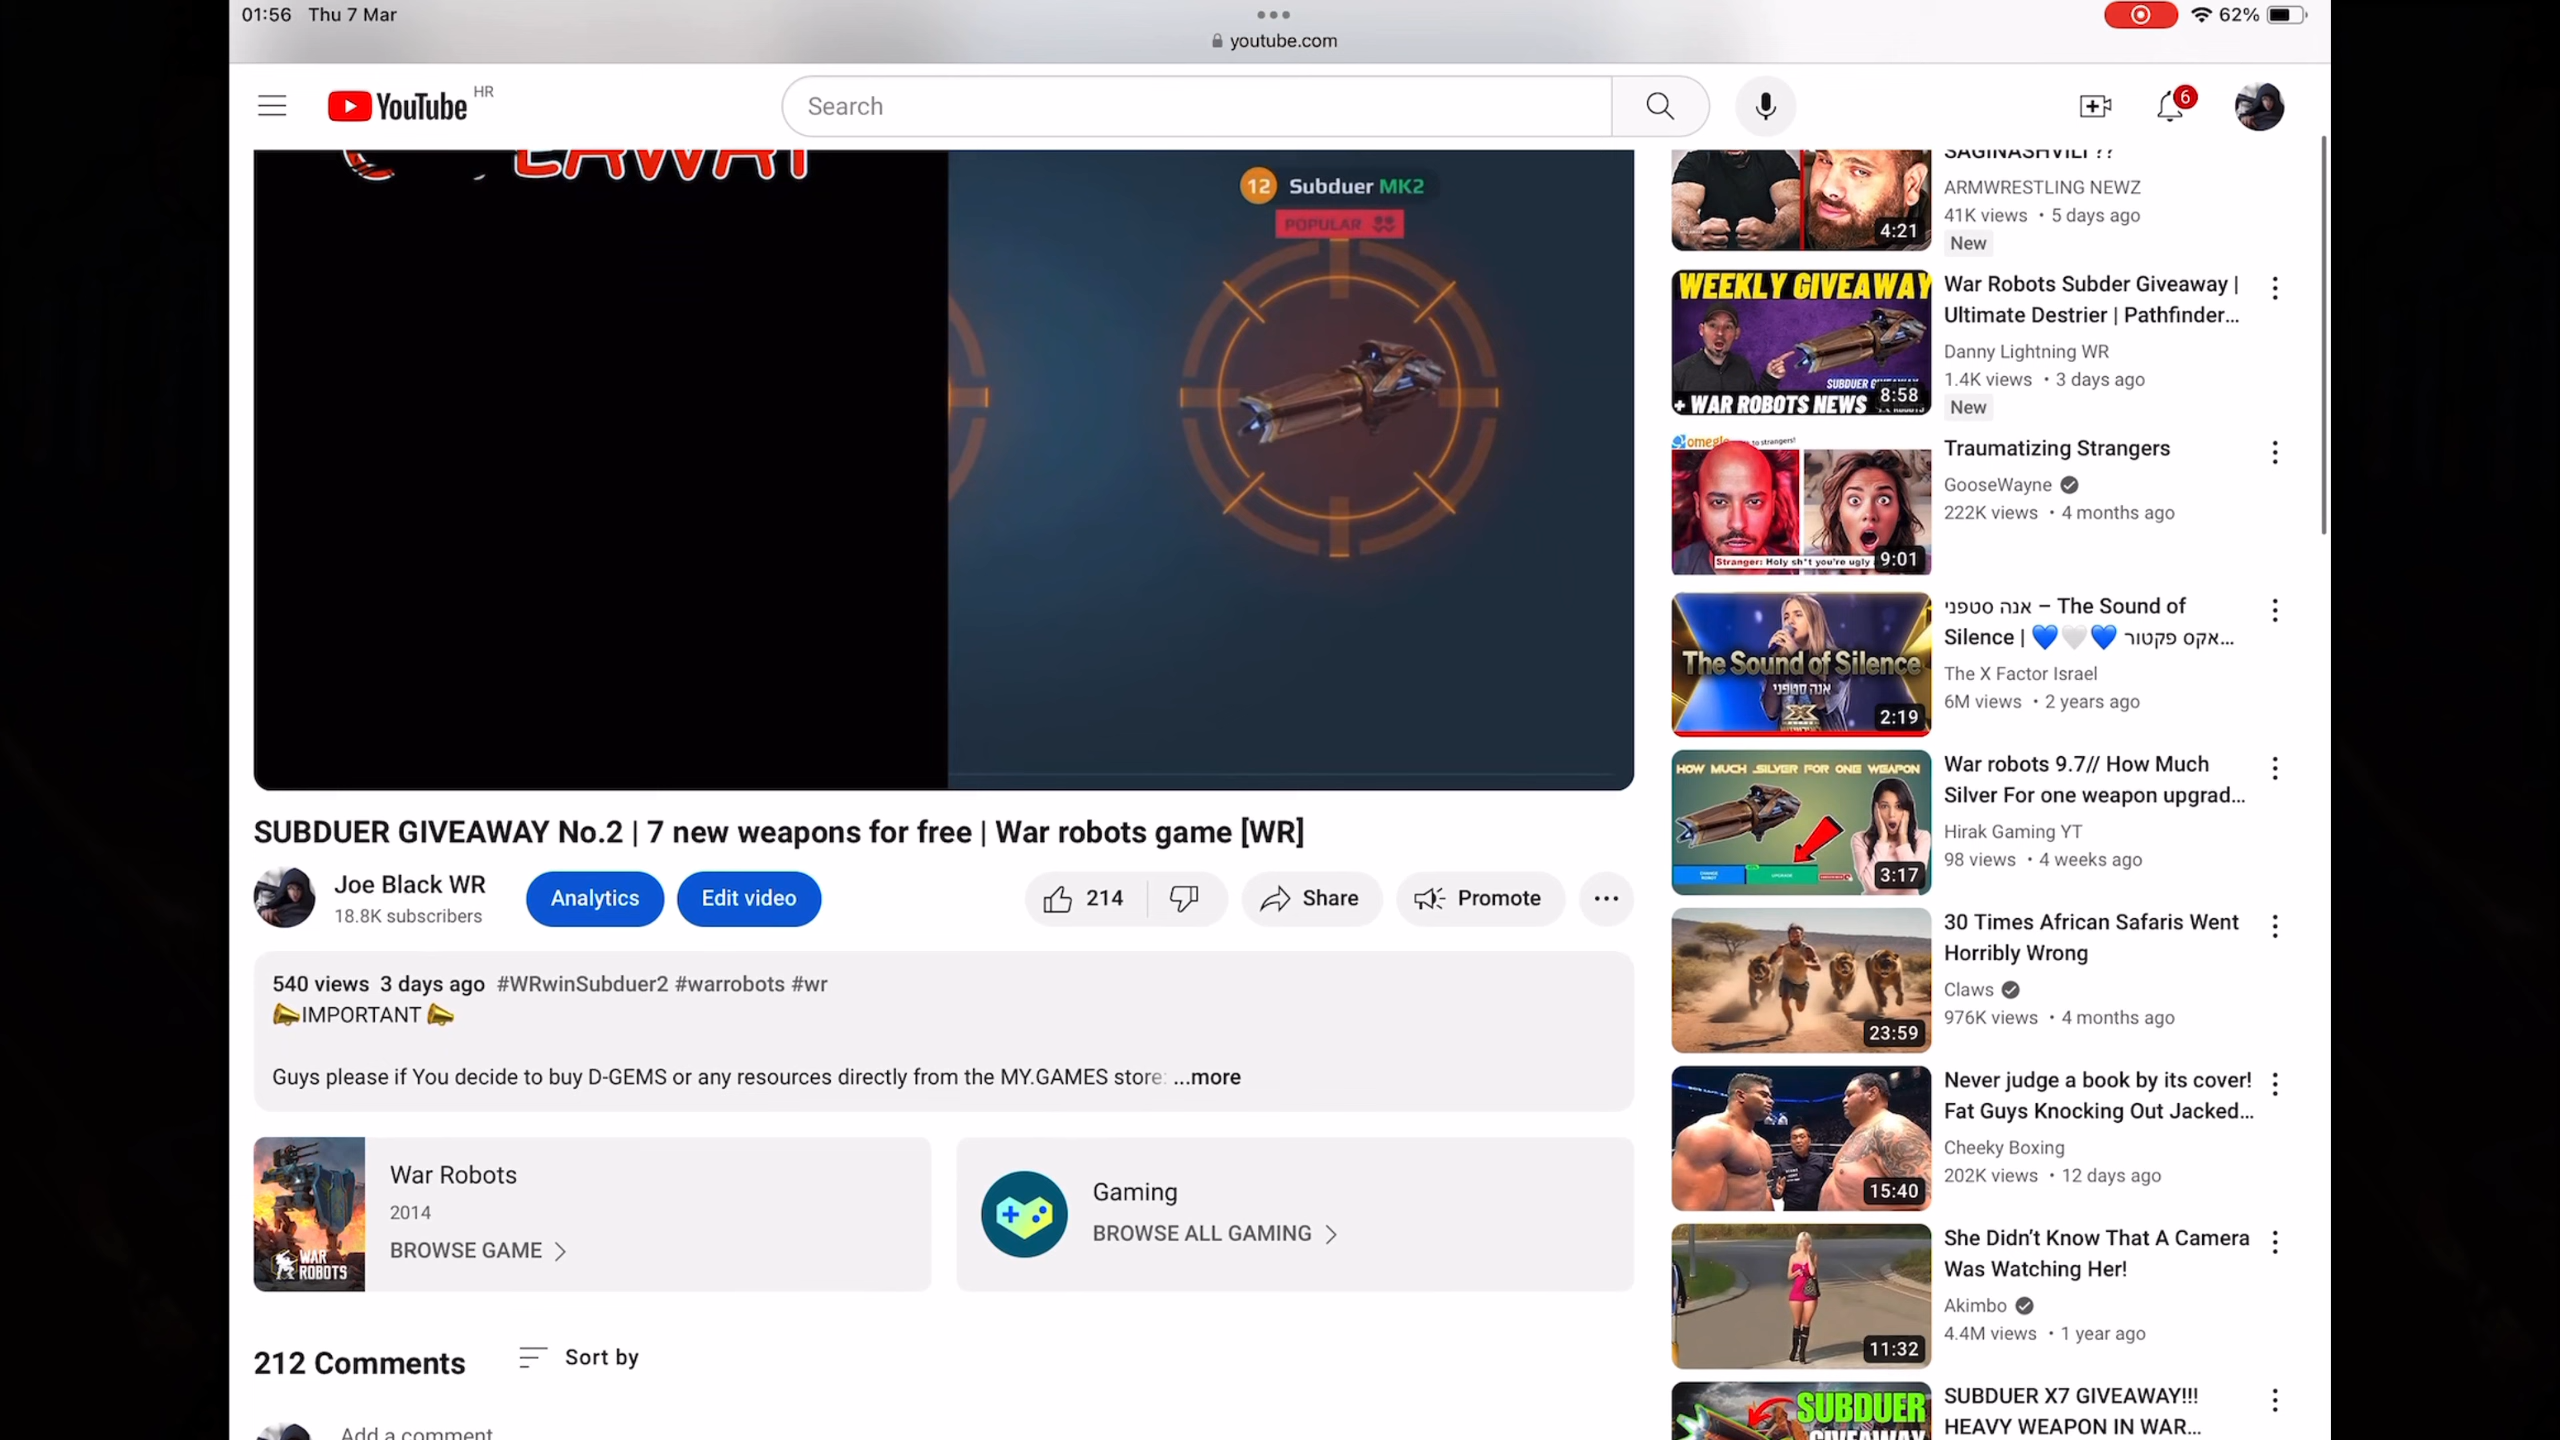 01:56 Thu 7 Mar
youtube.com
62%
YouTube HR
Search
6
EAWAY
12 Subduer MK2
POPULAR
SUBDUER GIVEAWAY No.2 | 7 new weapons for free | War robots game [WR]
Joe Black WR
18.8K subscribers
Analytics
Edit video
214
Share
Promote
540 views 3 days ago #WRwinSubduer2 #warrobots #wr
IMPORTANT
Guys please if You decide to buy D-GEMS or any resources directly from the MY.GAMES store: ...more
WAR
ROBOTS
War Robots
2014
BROWSE GAME
Gaming
BROWSE ALL GAMING
212 Comments
Sort by
Add a comment
4:21
SAGINASHVILI ??
ARMWRESTLING NEWZ
41K views • 5 days ago
New
WEEKLY GIVEAWAY
+ WAR ROBOTS NEWS
8:58
War Robots Subder Giveaway |
Ultimate Destrier | Pathfinder...
Danny Lightning WR
1.4K views • 3 days ago
New
omegle
to strangers!
Stranger: Holy sh*t you're ugly
9:01
Traumatizing Strangers
GooseWayne
222K views • 4 months ago
The Sound of Silence
אנה סטפני
X
2:19
אנה סטפני – The Sound of
Silence | 💙🤍💙 אקס פקטור...
The X Factor Israel
6M views • 2 years ago
HOW MUCH SILVER FOR ONE WEAPON
3:17
War robots 9.7// How Much
Silver For one weapon upgrad...
Hirak Gaming YT
98 views • 4 weeks ago
23:59
30 Times African Safaris Went
Horribly Wrong
Claws
976K views • 4 months ago
15:40
Never judge a book by its cover!
Fat Guys Knocking Out Jacked...
Cheeky Boxing
202K views • 12 days ago
11:32
She Didn't Know That A Camera
Was Watching Her!
Akimbo
4.4M views • 1 year ago
SUBDUER
GIVEAWAY
SUBDUER X7 GIVEAWAY!!!
HEAVY WEAPON IN WAR...